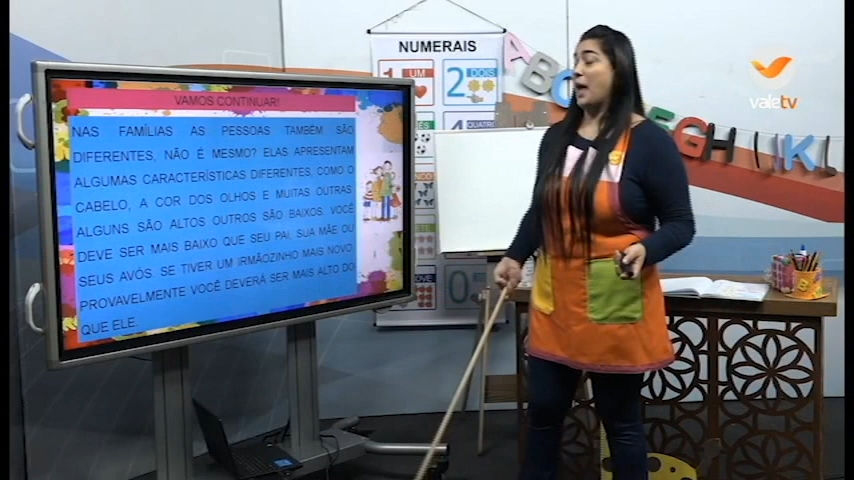 VAMOS CONTINUAR!
NAS FAMÍLIAS AS PESSOAS TAMBÉM SÃO
DIFERENTES, NÃO É MESMO? ELAS APRESENTAM
ALGUMAS CARACTERÍSTICAS DIFERENTES, COMO O
CABELO, A COR DOS OLHOS E MUITAS OUTRAS
ALGUNS SÃO ALTOS OUTROS SÃO BAIXOS. VOCÊ
DEVE SER MAIS BAIXO QUE SEU PAI, SUA MÃE OU
SEUS AVÓS. SE TIVER UM IRMÃOZINHO MAIS NOVO
PROVAVELMENTE VOCÊ DEVERÁ SER MAIS ALTO DO
QUE ELE.
NUMERAIS
1 UM
2 DOIS
0
A B C
E F G H I J K L
valetv